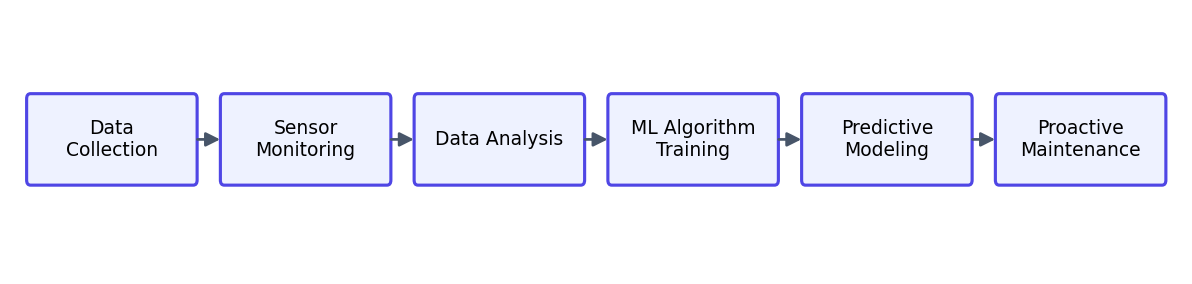 Data
Collection
Sensor
Monitoring
Data Analysis
ML Algorithm
Training
Predictive
Modeling
Proactive
Maintenance